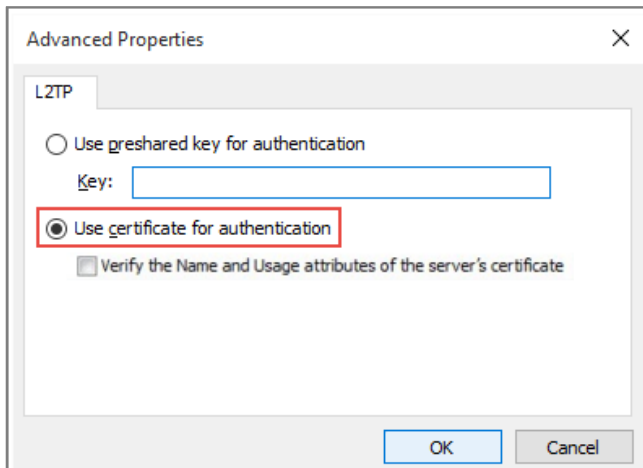 Advanced Properties
L2TP
Use preshared key for authentication
Key:
Use certificate for authentication
Verify the Name and Usage attributes of the server's certificate
OK Cancel